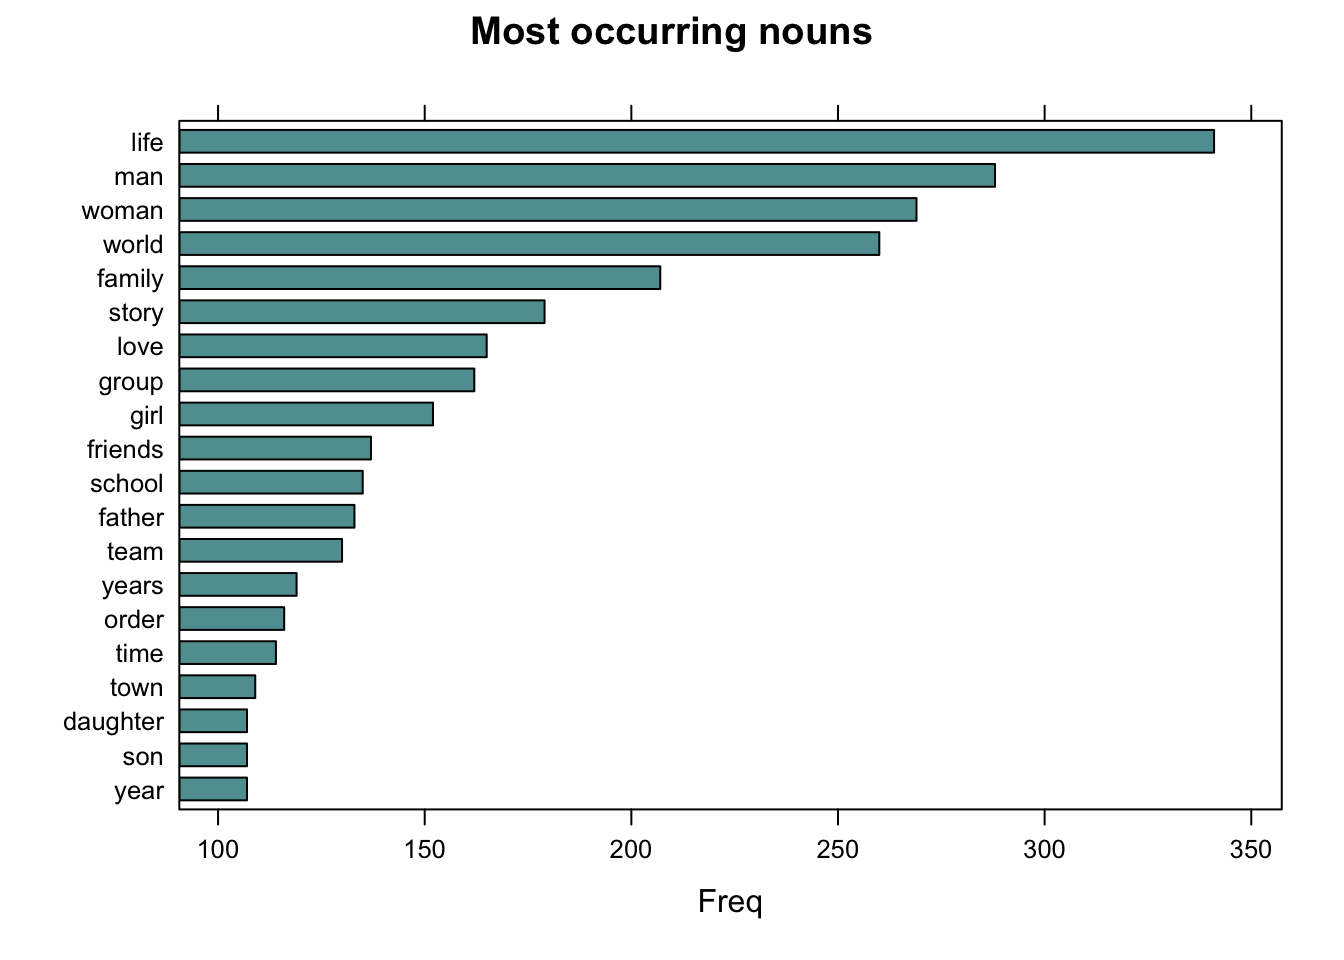 Most occurring nouns
life
man
woman
world
family
story
love
group
girl
friends
school
father
team
years
order
time
town
daughter
son
year
100 150 200 250 300 350
Freq